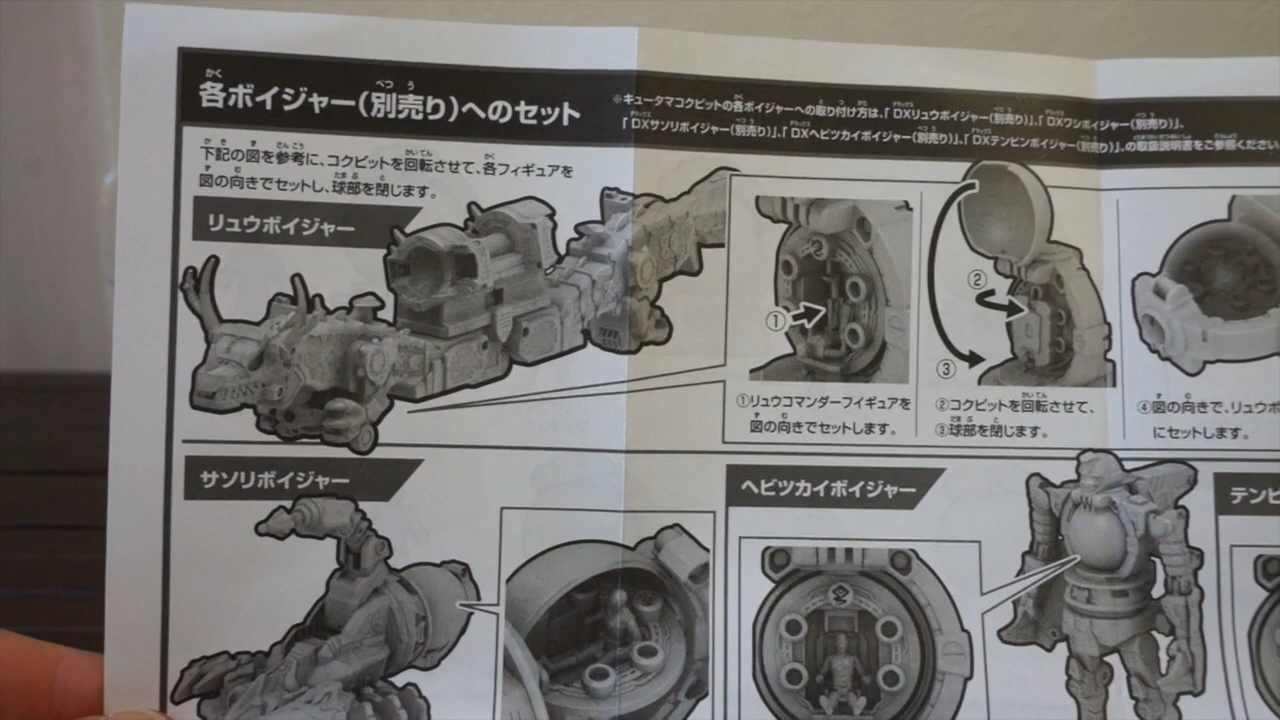 各ボイジャー(別売り)へのセット
※キュータマコクピットの各ボイジャーへの取り付け方は、「DXリュウボイジャー(別売り)」、「DXワシボイジャー(別売り)」、
「DXサソリボイジャー(別売り)」、「DXヘビツカイボイジャー(別売り)」、「DXテンビンボイジャー(別売り)」、の取扱説明書をご参照ください
下記の図を参考に、コクピットを回転させて、各フィギュアを
図の向きでセットし、球部を閉じます。
リュウボイジャー
①
②
③
①リュウコマンダーフィギュアを
図の向きでセットします。
②コクピットを回転させて、
③球部を閉じます。
④図の向きで、リュウボ
にセットします。
サソリボイジャー
ヘビツカイボイジャー
テンビ